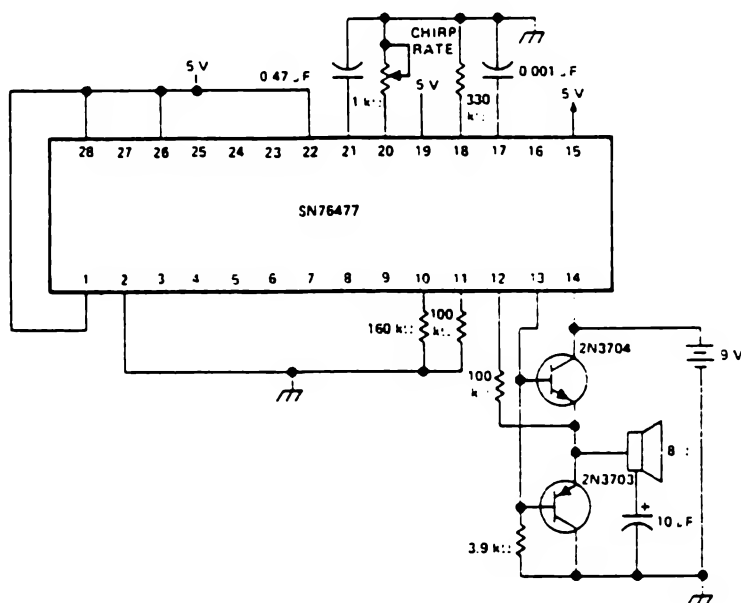 CHIRP
RATE
5 V
0.47 µF
1 kΩ
5 V
330
kΩ
0.001 µF
5 V
28 27 26 25 24 23 22 21 20 19 18 17 16 15
SN76477
1 2 3 4 5 6 7 8 9 10 11 12 13 14
160 kΩ
100
kΩ
100
kΩ
2N3704
9 V
8 Ω
2N3703
+
10 µF
3.9 kΩ